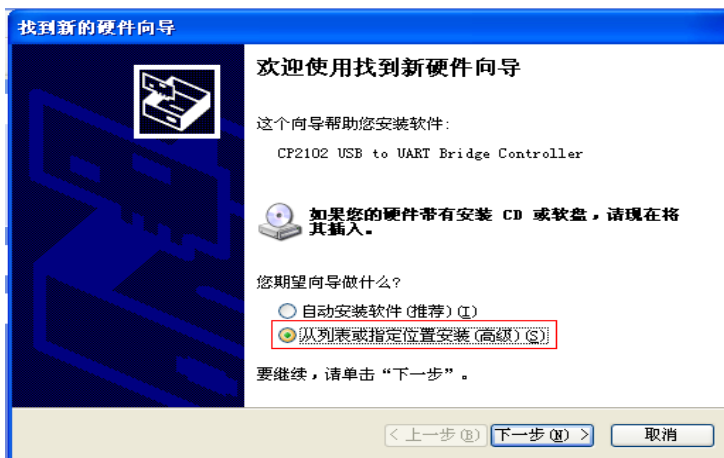 找到新的硬件向导
欢迎使用找到新硬件向导
这个向导帮助您安装软件:
CP2102 USB to UART Bridge Controller
如果您的硬件带有安装 CD 或软盘，请现在将
其插入。
您期望向导做什么?
自动安装软件(推荐)(I)
从列表或指定位置安装(高级)(S)
要继续，请单击“下一步”。
< 上一步(B) 下一步(N) > 取消